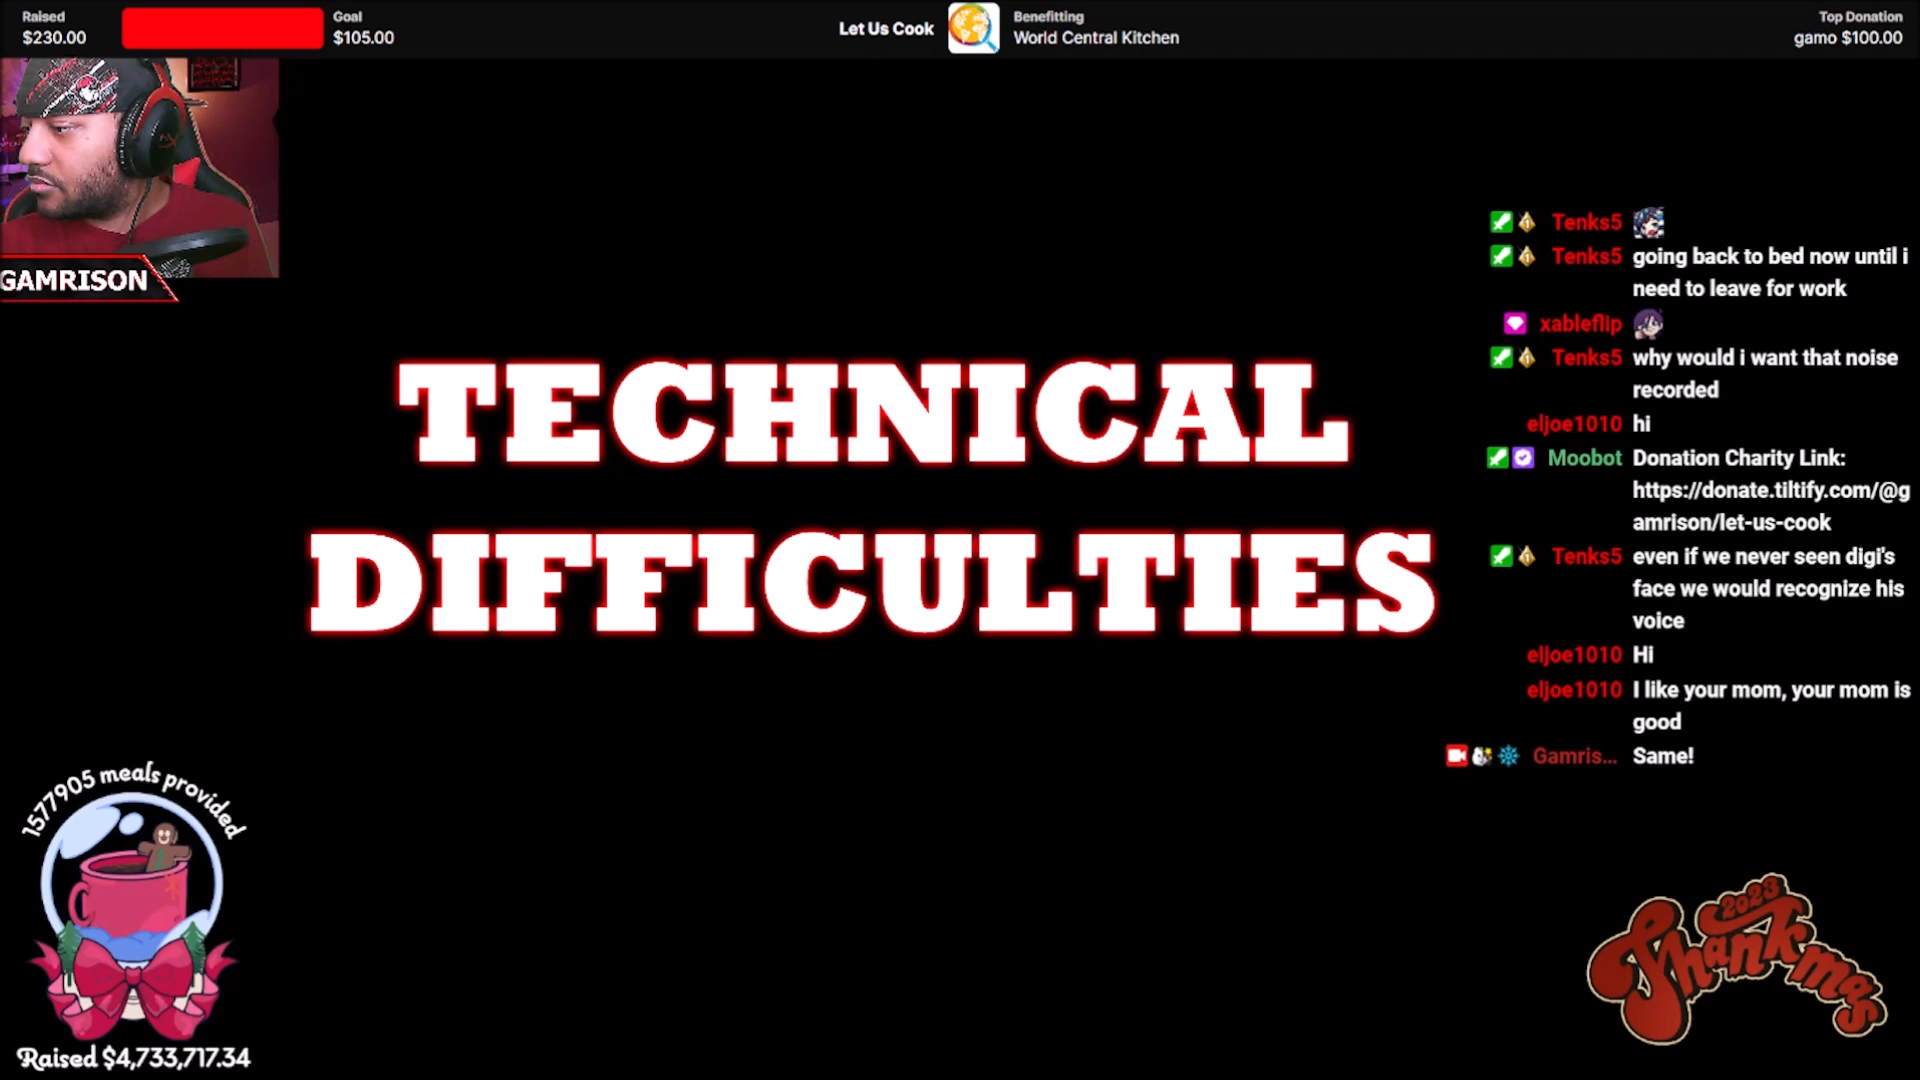 Raised
$230.00
Goal
$105.00
Let Us Cook
Benefitting
World Central Kitchen
Top Donation
gamo $100.00
GAMRISON
TECHNICAL
DIFFICULTIES
Tenks5
Tenks5 going back to bed now until i
need to leave for work
xableflip
Tenks5 why would i want that noise
recorded
eljoe1010 hi
Moobot Donation Charity Link:
https://donate.tiltify.com/@g
amrison/let-us-cook
Tenks5 even if we never seen digi's
face we would recognize his
voice
eljoe1010 Hi
eljoe1010 I like your mom, your mom is
good
Gamris... Same!
1577905 meals provided
Raised $4,733,717.34
2023
Thankmas